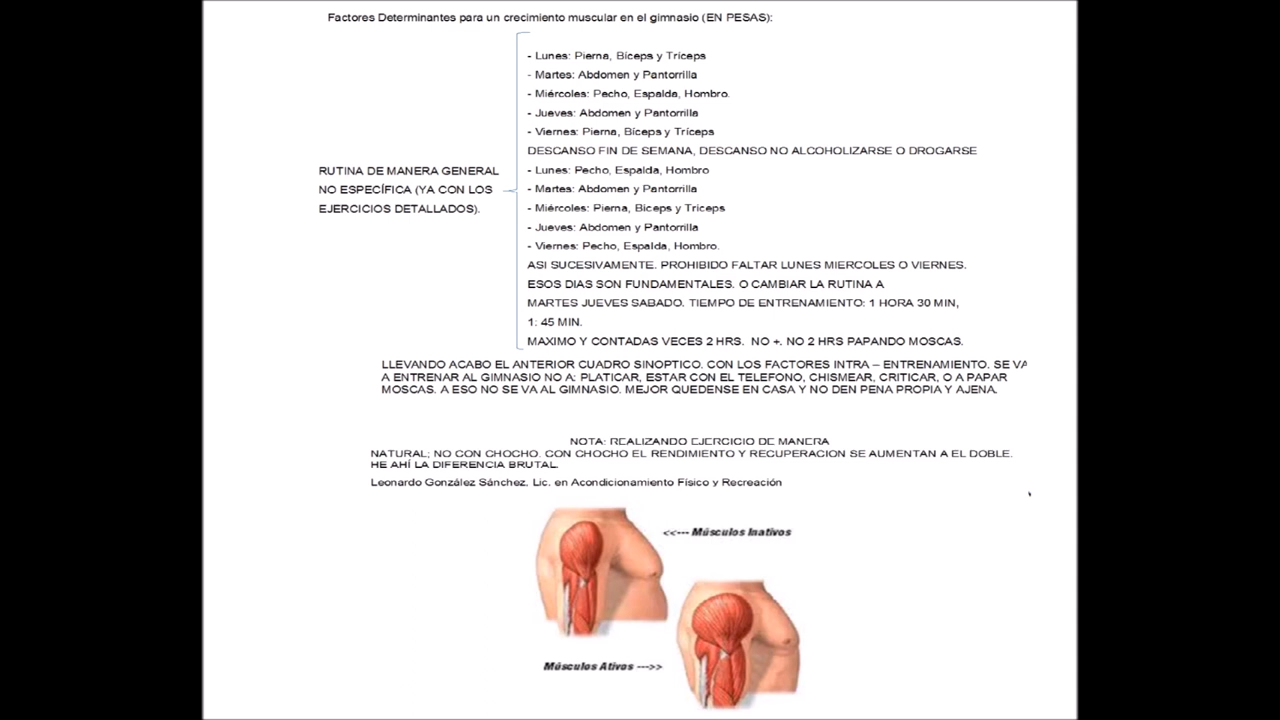 Factores Determinantes para un crecimiento muscular en el gimnasio (EN PESAS):
- Lunes: Pierna, Bíceps y Tríceps
- Martes: Abdomen y Pantorrilla
- Miércoles: Pecho, Espalda, Hombro.
- Jueves: Abdomen y Pantorrilla
- Viernes: Pierna, Bíceps y Tríceps
DESCANSO FIN DE SEMANA, DESCANSO NO ALCOHOLIZARSE O DROGARSE
RUTINA DE MANERA GENERAL
NO ESPECÍFICA (YA CON LOS
EJERCICIOS DETALLADOS).
- Lunes: Pecho, Espalda, Hombro
- Martes: Abdomen y Pantorrilla
- Miércoles: Pierna, Bíceps y Tríceps
- Jueves: Abdomen y Pantorrilla
- Viernes: Pecho, Espalda, Hombro.
ASI SUCESIVAMENTE. PROHIBIDO FALTAR LUNES MIERCOLES O VIERNES.
ESOS DIAS SON FUNDAMENTALES. O CAMBIAR LA RUTINA A
MARTES JUEVES SABADO. TIEMPO DE ENTRENAMIENTO: 1 HORA 30 MIN,
1: 45 MIN.
MAXIMO Y CONTADAS VECES 2 HRS. NO +. NO 2 HRS PAPANDO MOSCAS.
LLEVANDO ACABO EL ANTERIOR CUADRO SINOPTICO. CON LOS FACTORES INTRA – ENTRENAMIENTO. SE VA
A ENTRENAR AL GIMNASIO NO A: PLATICAR, ESTAR CON EL TELEFONO, CHISMEAR, CRITICAR, O A PAPAR
MOSCAS. A ESO NO SE VA AL GIMNASIO. MEJOR QUEDENSE EN CASA Y NO DEN PENA PROPIA Y AJENA.
NOTA: REALIZANDO EJERCICIO DE MANERA
NATURAL; NO CON CHOCHO. CON CHOCHO EL RENDIMIENTO Y RECUPERACION SE AUMENTAN A EL DOBLE.
HE AHÍ LA DIFERENCIA BRUTAL.
Leonardo González Sánchez, Lic. en Acondicionamiento Físico y Recreación
<<--- Músculos Inativos
Músculos Ativos --->>